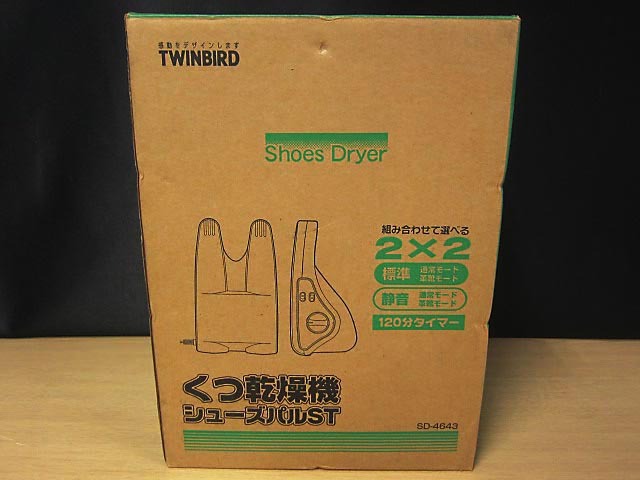 感動をデザインします
TWINBIRD
Shoes Dryer
組み合わせて選べる
2×2
標準 通常モード
革靴モード
静音 通常モード
革靴モード
120分タイマー
くつ乾燥機
シューズパルST
SD-4643